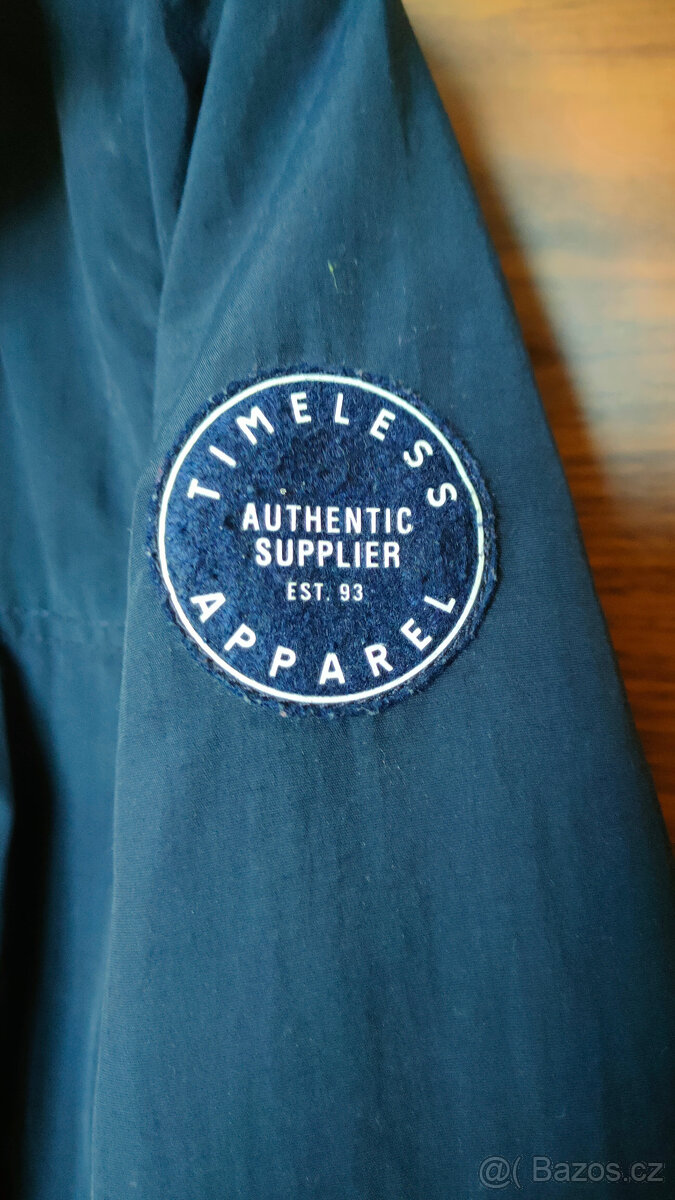 TIMELESS
AUTHENTIC
SUPPLIER
EST. 93
APPAREL
@( Bazos.cz